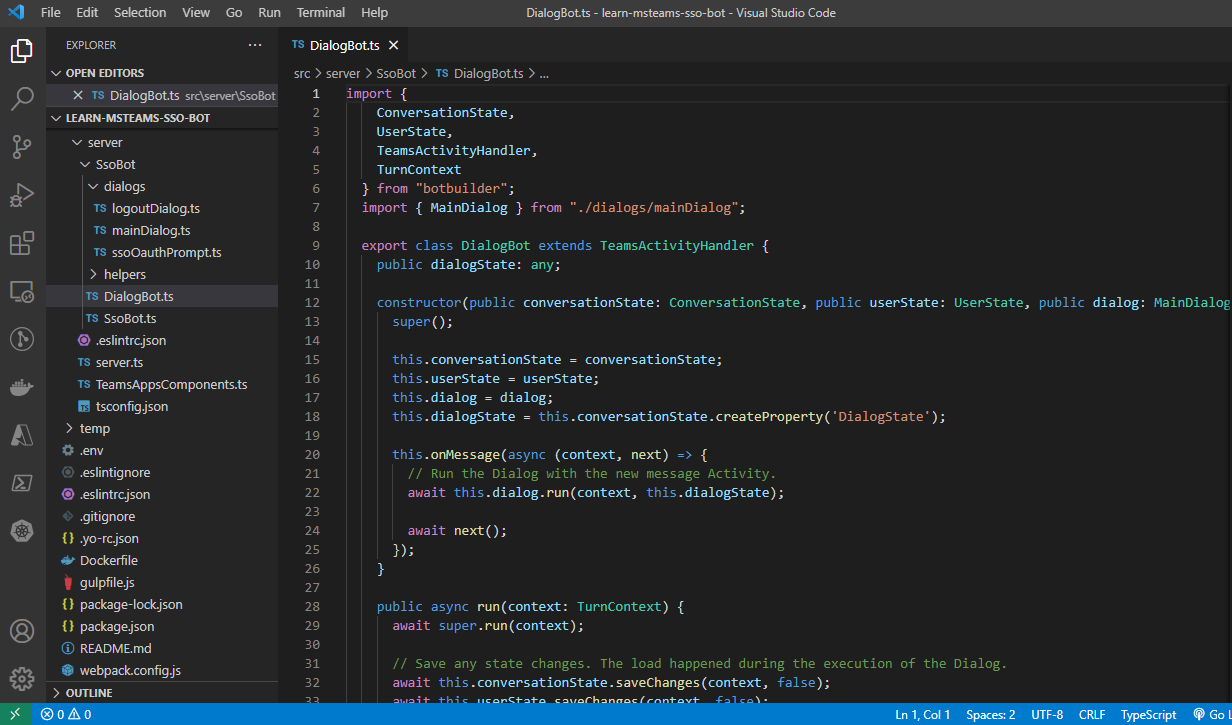 File Edit Selection View Go Run Terminal Help DialogBot.ts - learn-msteams-sso-bot - Visual Studio Code
EXPLORER ...
OPEN EDITORS
TS DialogBot.ts src\server\SsoBot
LEARN-MSTEAMS-SSO-BOT
server
SsoBot
dialogs
TS logoutDialog.ts
TS mainDialog.ts
TS ssoOauthPrompt.ts
helpers
TS DialogBot.ts
TS SsoBot.ts
.eslintrc.json
TS server.ts
TS TeamsAppsComponents.ts
TS tsconfig.json
temp
.env
.eslintignore
.eslintrc.json
.gitignore
{} .yo-rc.json
Dockerfile
gulpfile.js
{} package-lock.json
{} package.json
README.md
webpack.config.js
OUTLINE
TS DialogBot.ts
src > server > SsoBot > TS DialogBot.ts > ...
1 import {
2 ConversationState,
3 UserState,
4 TeamsActivityHandler,
5 TurnContext
6 } from "botbuilder";
7 import { MainDialog } from "./dialogs/mainDialog";
8
9 export class DialogBot extends TeamsActivityHandler {
10 public dialogState: any;
11
12 constructor(public conversationState: ConversationState, public userState: UserState, public dialog: MainDialog
13 super();
14
15 this.conversationState = conversationState;
16 this.userState = userState;
17 this.dialog = dialog;
18 this.dialogState = this.conversationState.createProperty('DialogState');
19
20 this.onMessage(async (context, next) => {
21 // Run the Dialog with the new message Activity.
22 await this.dialog.run(context, this.dialogState);
23
24 await next();
25 });
26 }
27
28 public async run(context: TurnContext) {
29 await super.run(context);
30
31 // Save any state changes. The load happened during the execution of the Dialog.
32 await this.conversationState.saveChanges(context, false);
33 await this.userState.saveChanges(context, false);
0 0 Ln 1, Col 1 Spaces: 2 UTF-8 CRLF TypeScript Go